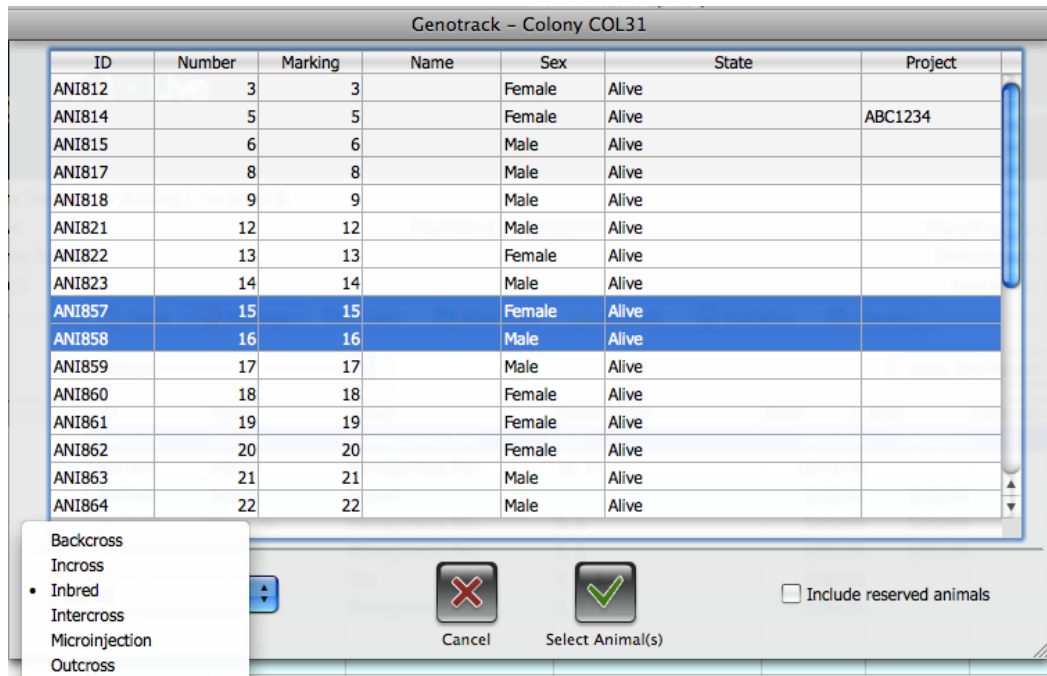 Genotrack – Colony COL31
ID Number Marking Name Sex State Project
ANI812 3 3 Female Alive
ANI814 5 5 Female Alive ABC1234
ANI815 6 6 Male Alive
ANI817 8 8 Male Alive
ANI818 9 9 Male Alive
ANI821 12 12 Male Alive
ANI822 13 13 Female Alive
ANI823 14 14 Male Alive
ANI857 15 15 Female Alive
ANI858 16 16 Male Alive
ANI859 17 17 Male Alive
ANI860 18 18 Female Alive
ANI861 19 19 Female Alive
ANI862 20 20 Female Alive
ANI863 21 21 Male Alive
ANI864 22 22 Male Alive
Backcross
Incross
• Inbred
Intercross
Microinjection
Outcross
Cancel
Select Animal(s)
Include reserved animals